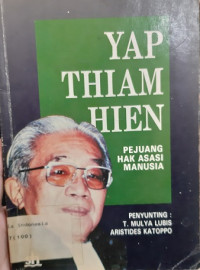 YAP
THIAM
HIEN
PEJUANG
HAK ASASI
MANUSIA
PENYUNTING :
T. MULYA LUBIS
ARISTIDES KATOPPO